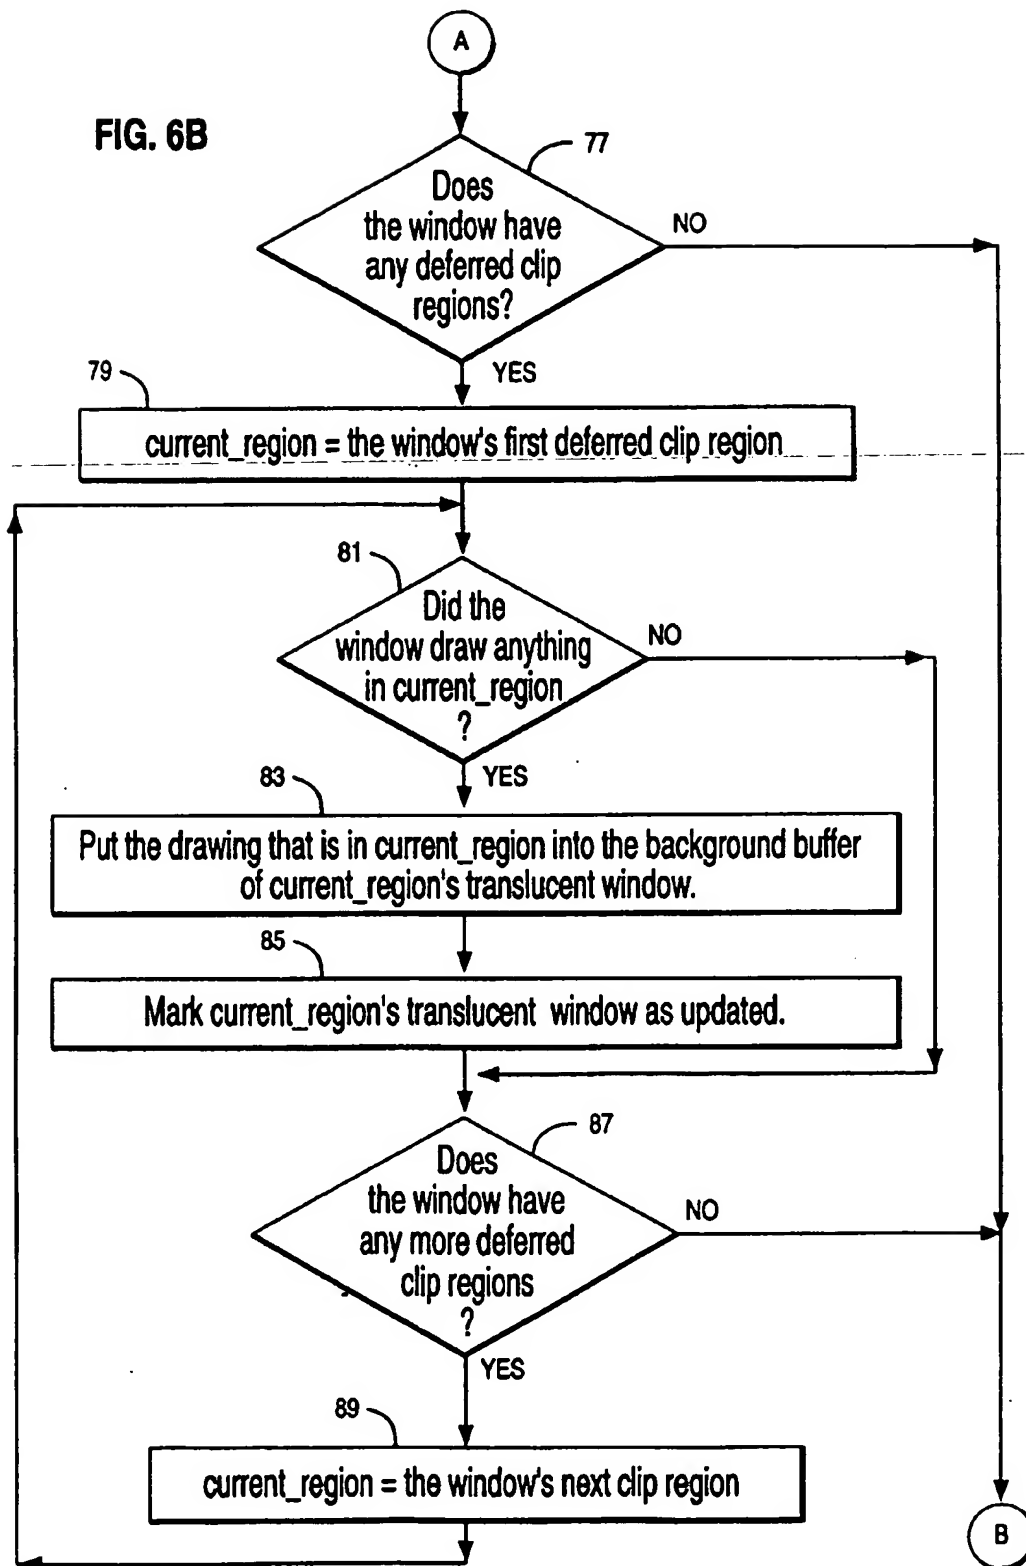 A
FIG. 6B
77
Does
the window have
any deferred clip
regions?
NO
YES
79
current_region = the window's first deferred clip region
81
Did the
window draw anything
in current_region
?
NO
YES
83
Put the drawing that is in current_region into the background buffer
of current_region's translucent window.
85
Mark current_region's translucent window as updated.
87
Does
the window have
any more deferred
clip regions
?
NO
YES
89
current_region = the window's next clip region
B